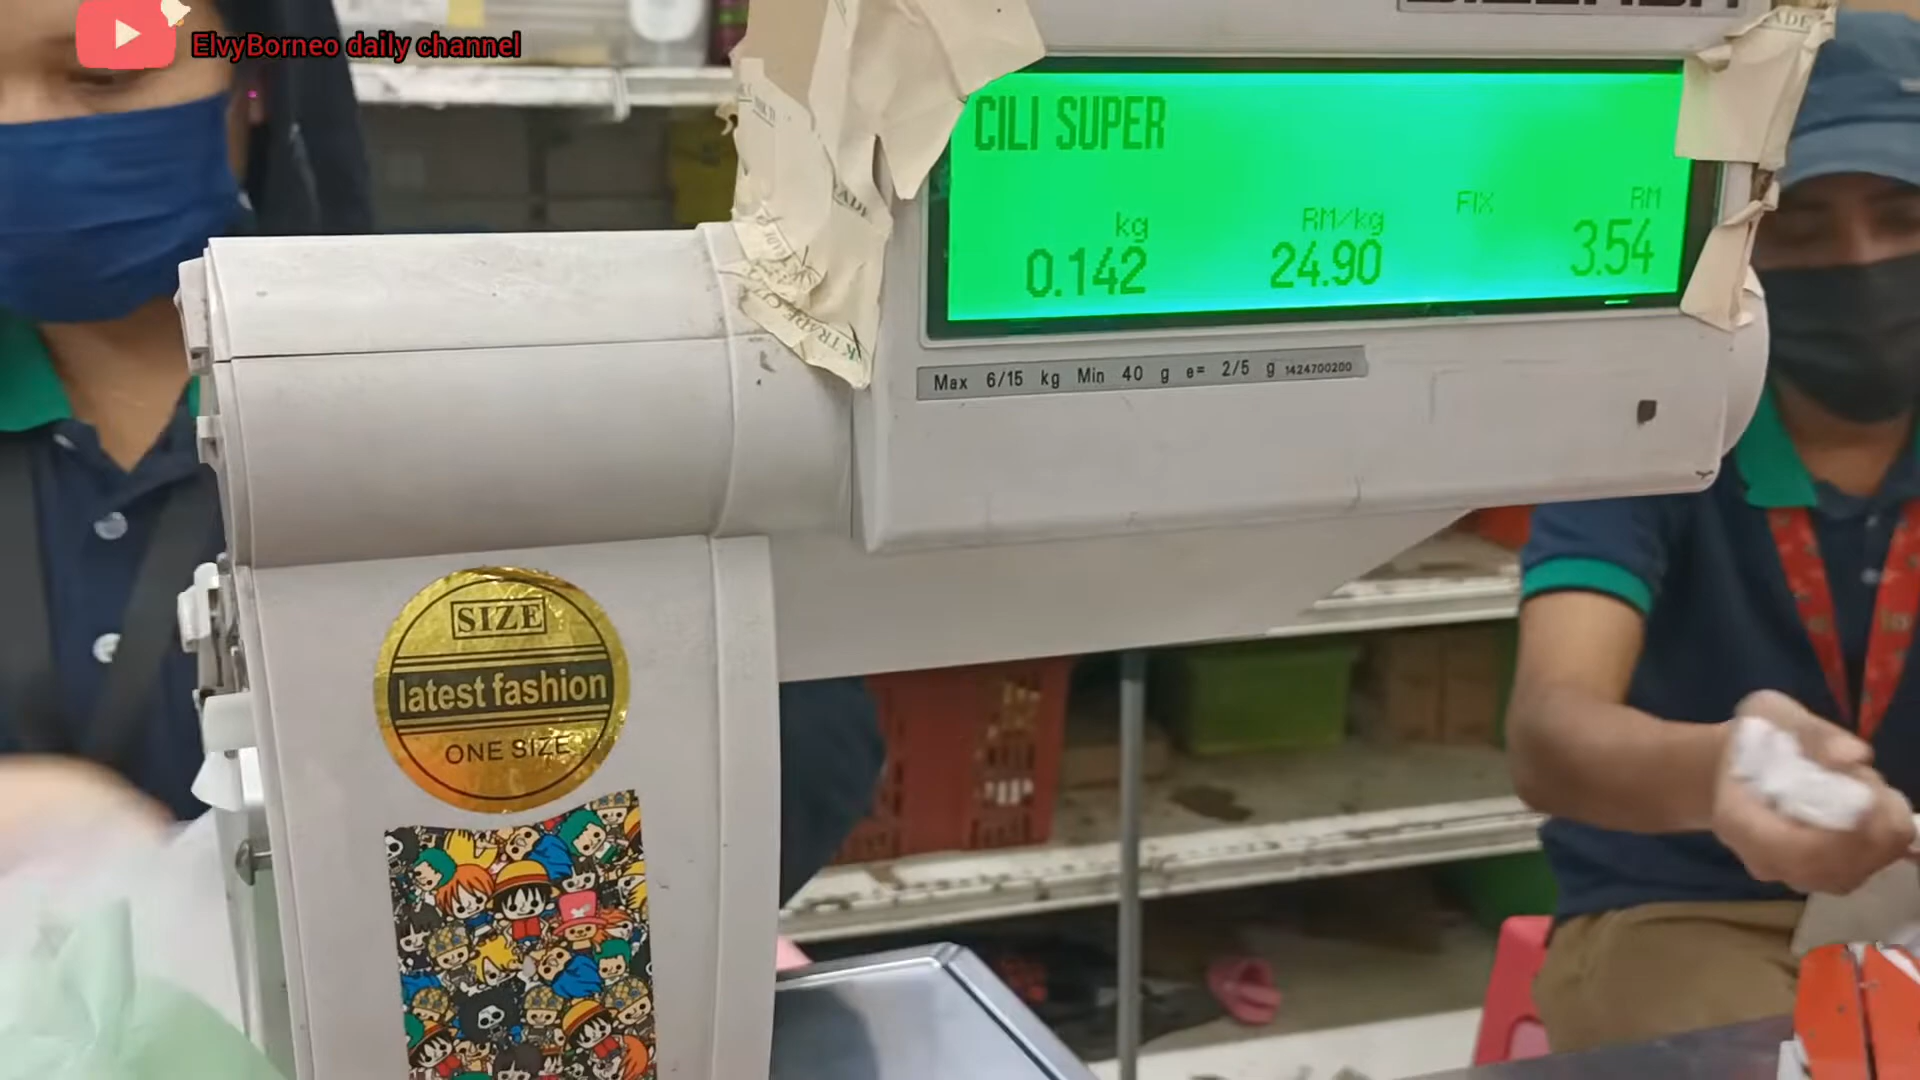 ElvyBorneo daily channel
CILI SUPER
kg RM/kg FIX RM
0.142 24.90 3.54
Max 6/15 kg Min 40 g e= 2/5 g 1424700200
SIZE
latest fashion
ONE SIZE